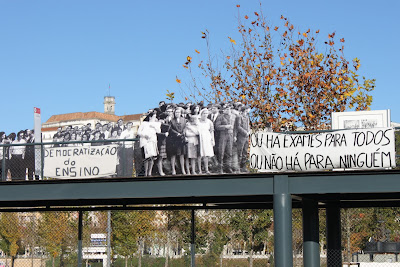 DEMOCRATIZAÇÃO
do
ENSINO
OU HÁ EXAMES PARA TODOS
OU NÃO HÁ PARA NINGUÉM